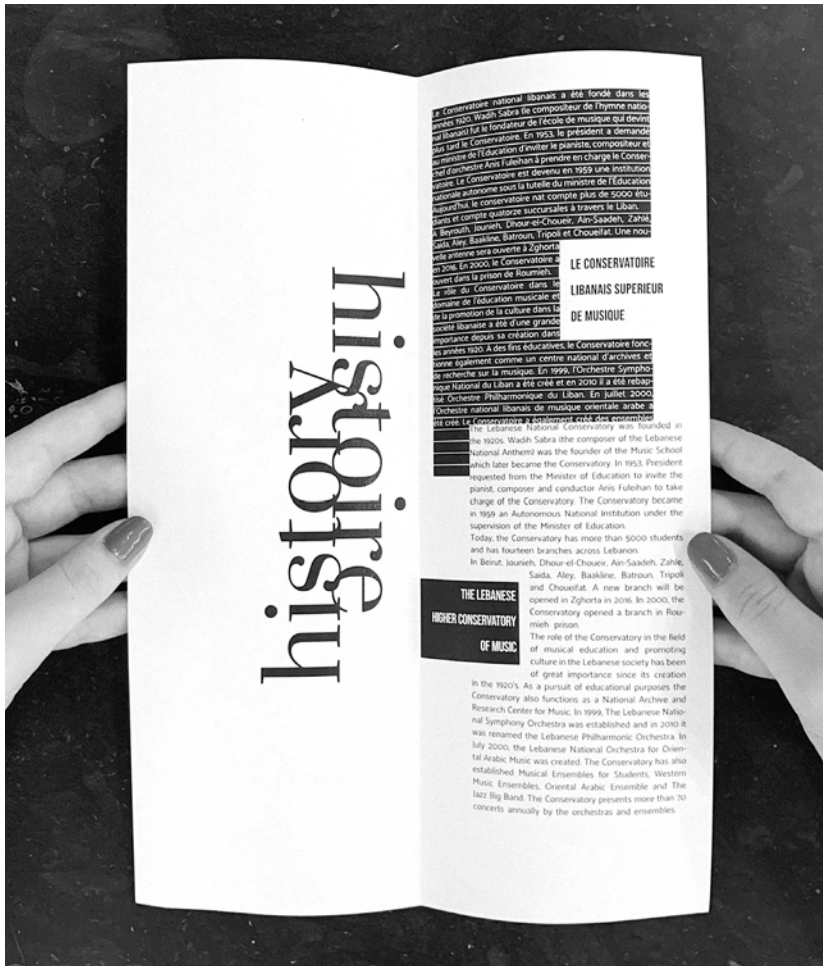 histoire
history
Le Conservatoire national libanais a été fondé dans les
années 1920. Wadih Sabra (le compositeur de l'hymne natio-
nal libanais) fut le fondateur de l'école de musique qui devint
plus tard le Conservatoire. En 1953, le président a demandé
au ministre de l'Education d'inviter le pianiste, compositeur et
chef d'orchestre Anis Fuleihan à prendre en charge le Conser-
vatoire. Le Conservatoire est devenu en 1959 une institution
nationale autonome sous la tutelle du ministre de l'Éducation
Aujourd'hui, le conservatoire nat compte plus de 5000 étu-
diants et compte quatorze succursales à travers le Liban.
A Beyrouth, Jounieh, Dhour-el-Choueir, Ain-Saadeh, Zahlé,
Saida, Aley, Baakline, Batroun, Tripoli et Choueifat. Une nou-
velle antenne sera ouverte à Zghorta
en 2016. En 2000, le Conservatoire a
ouvert dans la prison de Roumieh.
Le rôle du Conservatoire dans le
domaine de l'éducation musicale et
de la promotion de la culture dans la
société libanaise a été d'une grande
importance depuis sa création dans
les années 1920. A des fins éducatives, le Conservatoire fonc-
tionne également comme un centre national d'archives et
de recherche sur la musique. En 1999, l'Orchestre Sympho-
nique National du Liban a été créé et en 2010 il a été rebap-
tisé Orchestre Philharmonique du Liban. En Juillet 2000,
l'Orchestre national libanais de musique orientale arabe a
été créé. Le Conservatoire a également créé des ensembles
LE CONSERVATOIRE
LIBANAIS SUPERIEUR
DE MUSIQUE
The Lebanese National Conservatory was founded in
the 1920s. Wadih Sabra (the composer of the Lebanese
National Anthem) was the founder of the Music School
which later became the Conservatory. In 1953, President
requested from the Minister of Education to invite the
pianist, composer and conductor Anis Fuleihan to take
charge of the Conservatory. The Conservatory became
in 1959 an Autonomous National Institution under the
supervision of the Minister of Education.
Today, the Conservatory has more than 5000 students
and has fourteen branches across Lebanon.
In Beirut, Jounieh, Dhour-el-Choueir, Ain-Saadeh, Zahle,
Saida, Aley, Baakline, Batroun, Tripoli
and Choueifat. A new branch will be
opened in Zghorta in 2016. In 2000, the
Conservatory opened a branch in Rou-
mieh prison.
The role of the Conservatory in the field
of musical education and promoting
culture in the Lebanese society has been
of great importance since its creation
in the 1920's. As a pursuit of educational purposes the
Conservatory also functions as a National Archive and
Research Center for Music. In 1999, The Lebanese Natio-
nal Symphony Orchestra was established and in 2010 it
was renamed the Lebanese Philharmonic Orchestra. In
July 2000, the Lebanese National Orchestra for Orien-
tal Arabic Music was created. The Conservatory has also
established Musical Ensembles for Students, Western
Music Ensembles, Oriental Arabic Ensemble and The
Jazz Big Band. The Conservatory presents more than 70
concerts annually by the orchestras and ensembles
THE LEBANESE
HIGHER CONSERVATORY
OF MUSIC